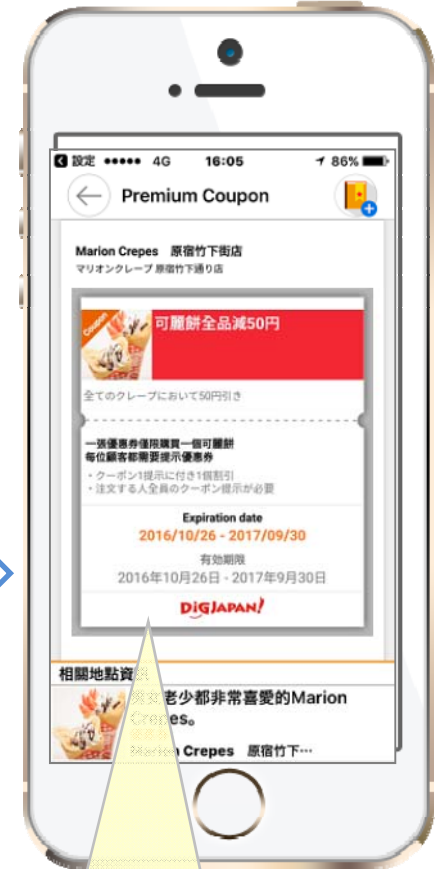 設定 ●●●●● 4G 16:05 86%
Premium Coupon
Marion Crepes 原宿竹下街店
マリオンクレープ 原宿竹下通り店
Coupon
可麗餅全品減50円
全てのクレープにおいて50円引き
一張優惠券僅限購買一個可麗餅
每位顧客都需要提示優惠券
・クーポン1提示に付き1個割引
・注文する人全員のクーポン提示が必要
Expiration date
2016/10/26 - 2017/09/30
有効期限
2016年10月26日 - 2017年9月30日
DiGJAPAN!
相關地點資訊
男女老少都非常喜愛的Marion
Crepes。
Marion Crepes 原宿竹下…